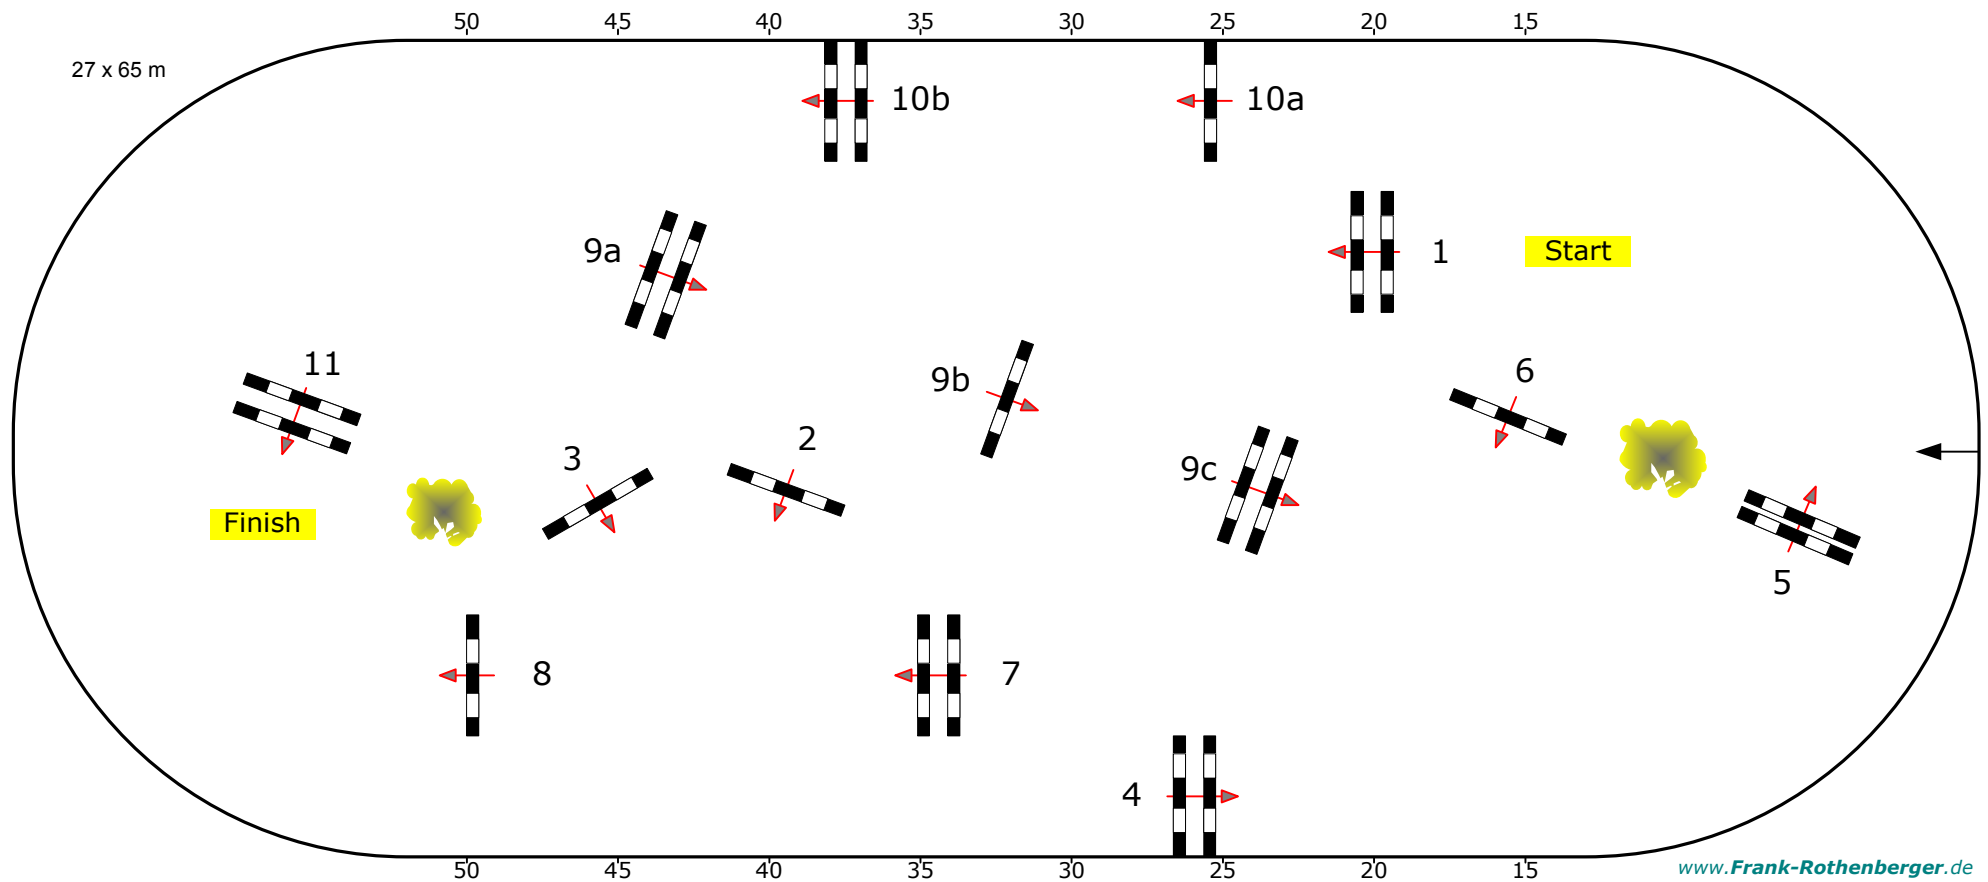 50 45 40 35 30 25 20 15
27 x 65 m
10b 10a
9a 1 Start
11 9b 6
3 2 9c
Finish 5
8 7
4
50 45 40 35 30 25 20 15
www.Frank-Rothenberger.de